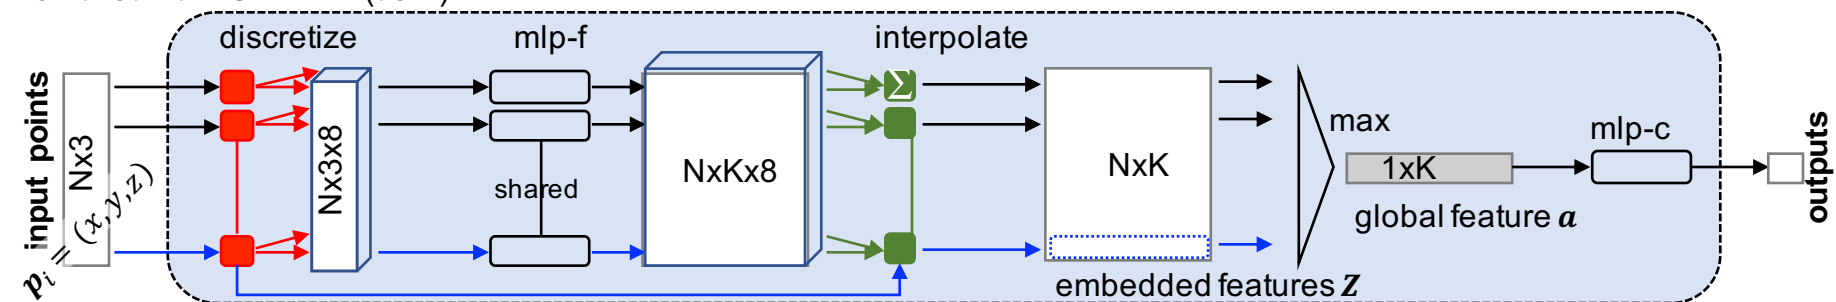 discretize
mlp-f
interpolate
input points
Nx3
p_i = (x,y,z)
Nx3x8
shared
NxKx8
Σ
NxK
embedded features Z
max
1xK
global feature a
mlp-c
outputs